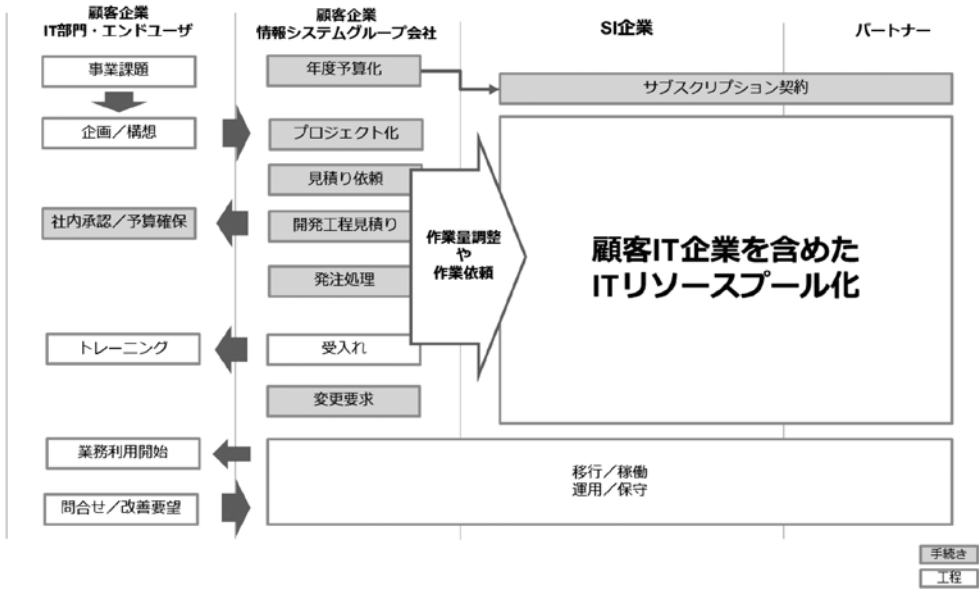 顧客企業
IT部門・エンドユーザ
顧客企業
情報システムグループ会社
SI企業
パートナー
事業課題
年度予算化
サブスクリプション契約
企画／構想
プロジェクト化
見積り依頼
社内承認／予算確保
開発工程見積り
作業量調整
や
作業依頼
顧客IT企業を含めた
ITリソースプール化
発注処理
トレーニング
受入れ
変更要求
業務利用開始
移行／稼働
運用／保守
問合せ／改善要望
手続き
工程